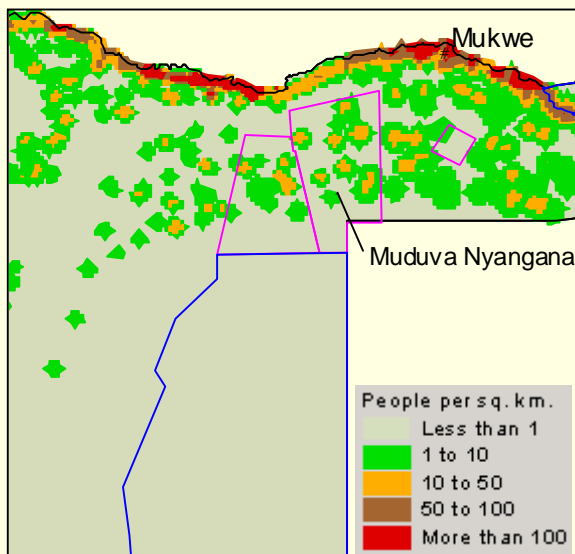 Mukwe
Muduva Nyangana
People per sq. km.
Less than 1
1 to 10
10 to 50
50 to 100
More than 100